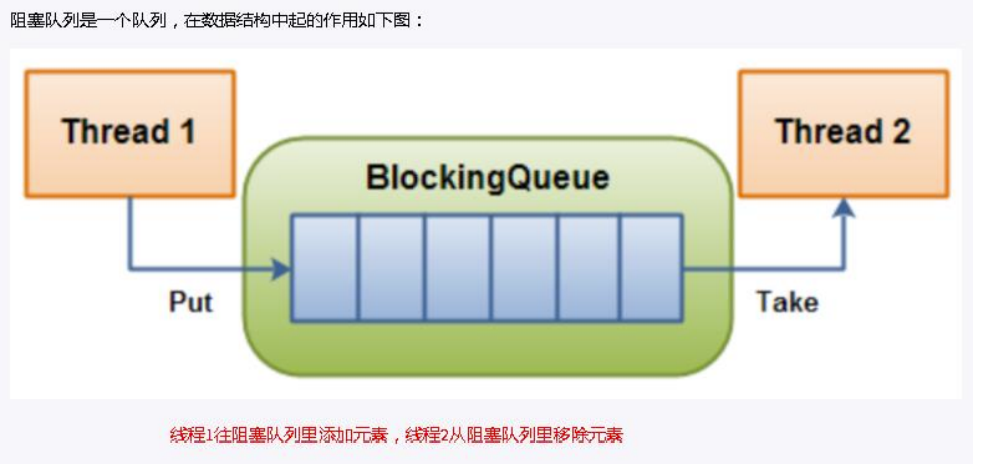 阻塞队列是一个队列，在数据结构中起的作用如下图：
Thread 1
Thread 2
BlockingQueue
Put
Take
线程1往阻塞队列里添加元素，线程2从阻塞队列里移除元素